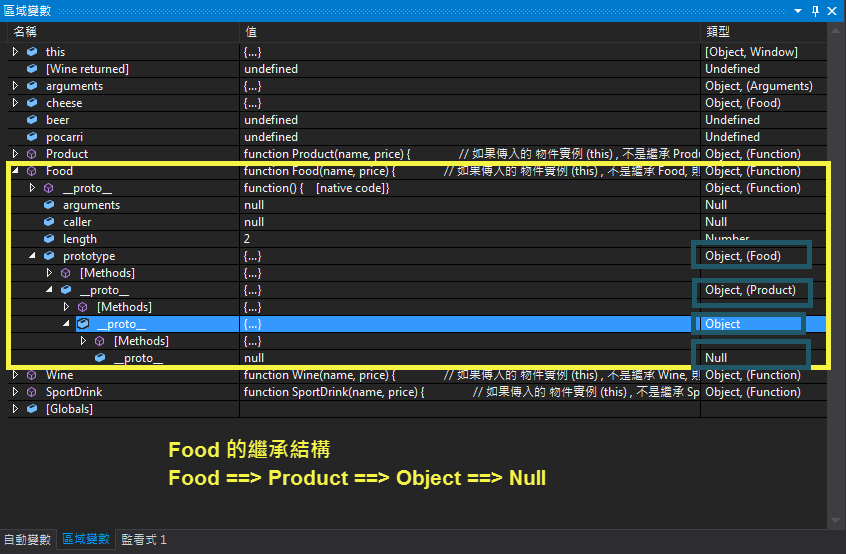 區域變數
名稱 值 類型
this {...} [Object, Window]
[Wine returned] undefined Undefined
arguments {...} Object, (Arguments)
cheese {...} Object, (Food)
beer undefined Undefined
pocarri undefined Undefined
Product function Product(name, price) { // 如果傳入的 物件實例 (this) , 不是繼承 Produ Object, (Function)
Food function Food(name, price) { // 如果傳入的 物件實例 (this) , 不是繼承 Food, 則 Object, (Function)
__proto__ function() { [native code]} Object, (Function)
arguments null Null
caller null Null
length 2 Number
prototype {...} Object, (Food)
[Methods] {...}
__proto__ {...} Object, (Product)
[Methods] {...}
__proto__ {...} Object
[Methods] {...}
__proto__ null Null
Wine function Wine(name, price) { // 如果傳入的 物件實例 (this) , 不是繼承 Wine, 則 Object, (Function)
SportDrink function SportDrink(name, price) { // 如果傳入的 物件實例 (this) , 不是繼承 Sp Object, (Function)
[Globals]
Food 的繼承結構
Food ==> Product ==> Object ==> Null
自動變數 區域變數 監看式 1